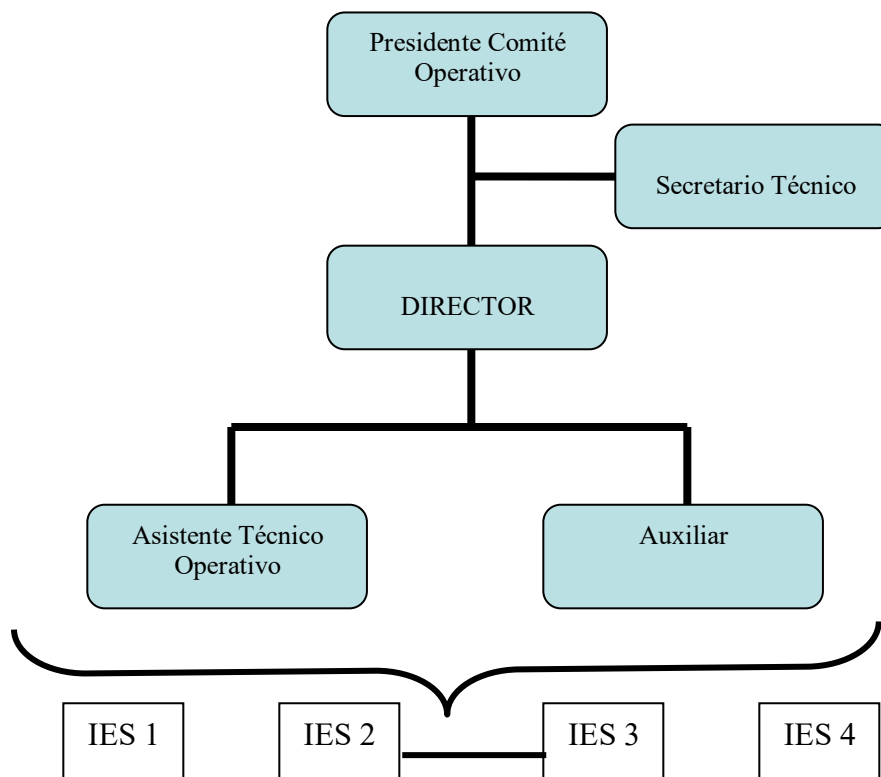 Presidente Comité
Operativo
Secretario Técnico
DIRECTOR
Asistente Técnico
Operativo
Auxiliar
IES 1
IES 2
IES 3
IES 4